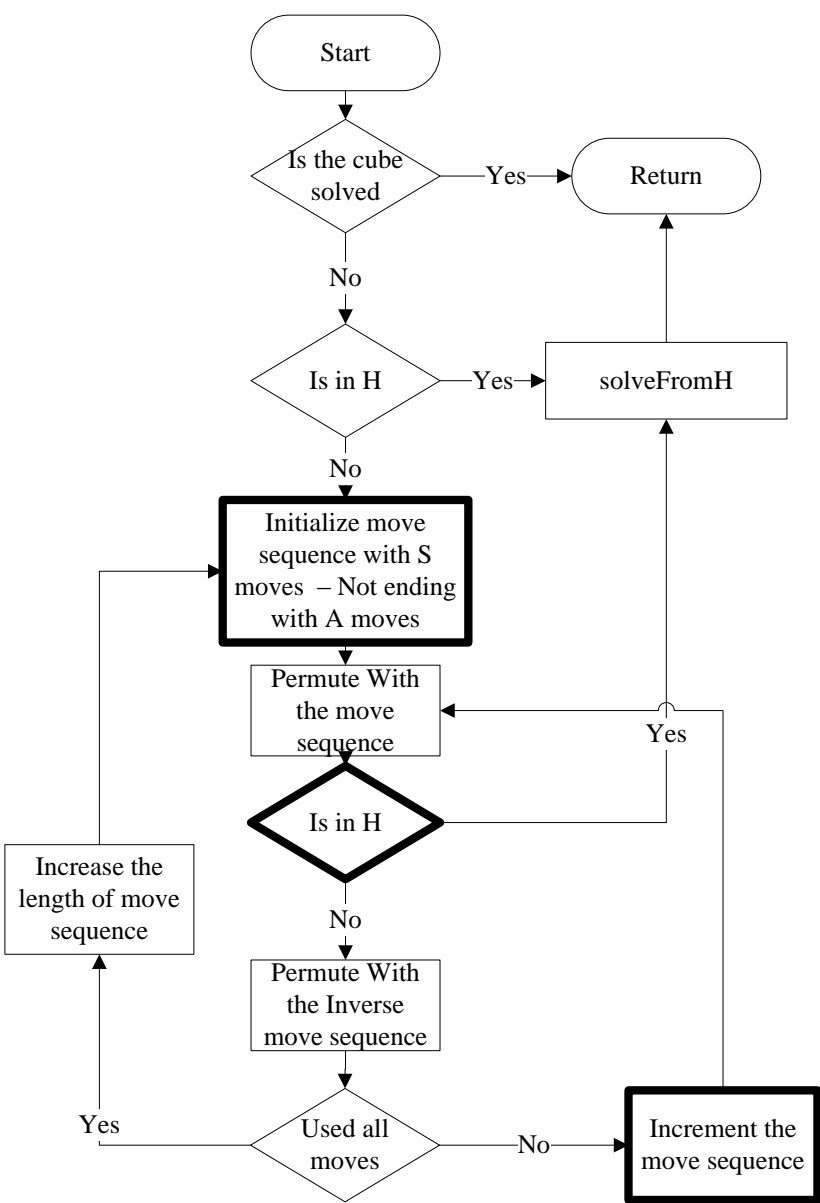 Start
Is the cube
solved
Yes
Return
No
Is in H
Yes
solveFromH
No
Initialize move
sequence with S
moves – Not ending
with A moves
Permute With
the move
sequence
Yes
Is in H
Increase the
length of move
sequence
No
Permute With
the Inverse
move sequence
Yes
Used all
moves
No
Increment the
move sequence